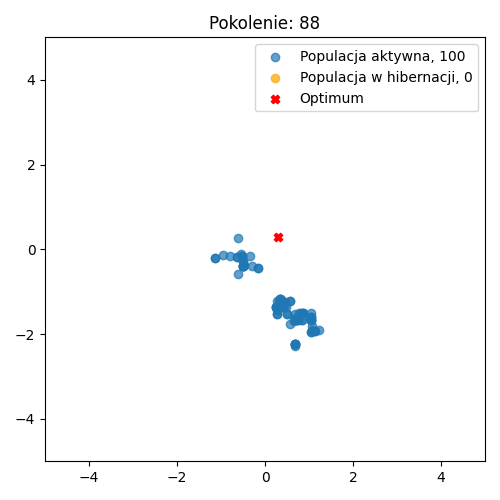 Pokolenie: 88
Populacja aktywna, 100
Populacja w hibernacji, 0
Optimum
4
2
0
−2
−4
−4 −2 0 2 4